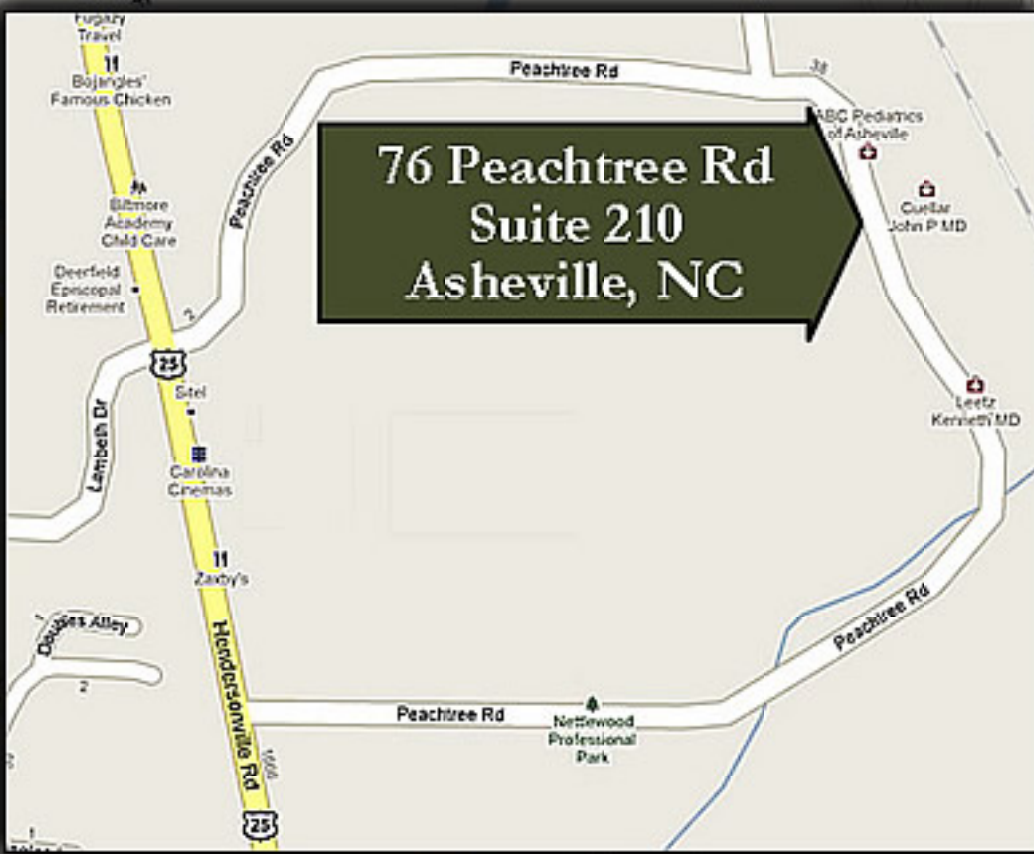 Fugazy
Travel
Bojangles'
Famous Chicken
Peachtree Rd
38
ABC Pediatrics
of Asheville
Peachtree Rd
76 Peachtree Rd
Suite 210
Asheville, NC
Biltmore
Academy
Child Care
Cuellar
John P MD
Deerfield
Episcopal
Retirement
2
25
Sitel
Leetz
Kenneth MD
Lambeth Dr
Carolina
Cinemas
Zaxby's
Peachtree Rd
Hendersonville Rd
2
Peachtree Rd
Nettlewood
Professional
Park
25
1